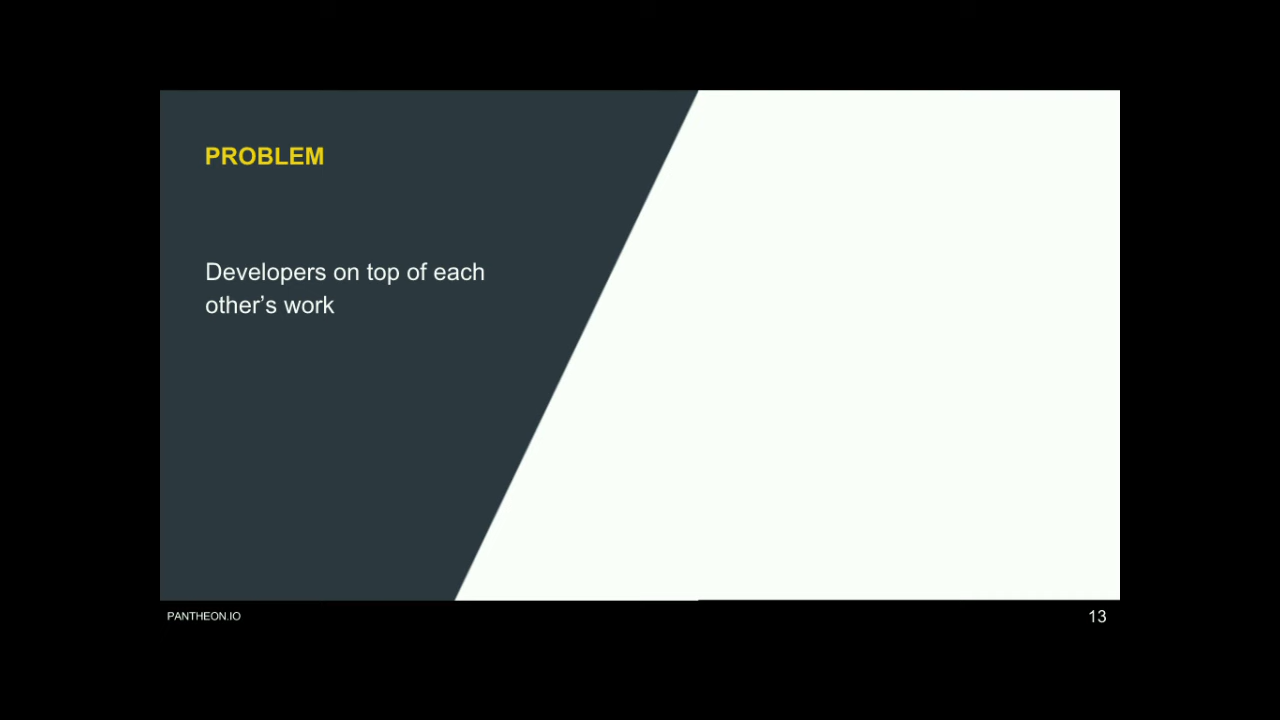 PROBLEM
Developers on top of each
other’s work
PANTHEON.IO
13